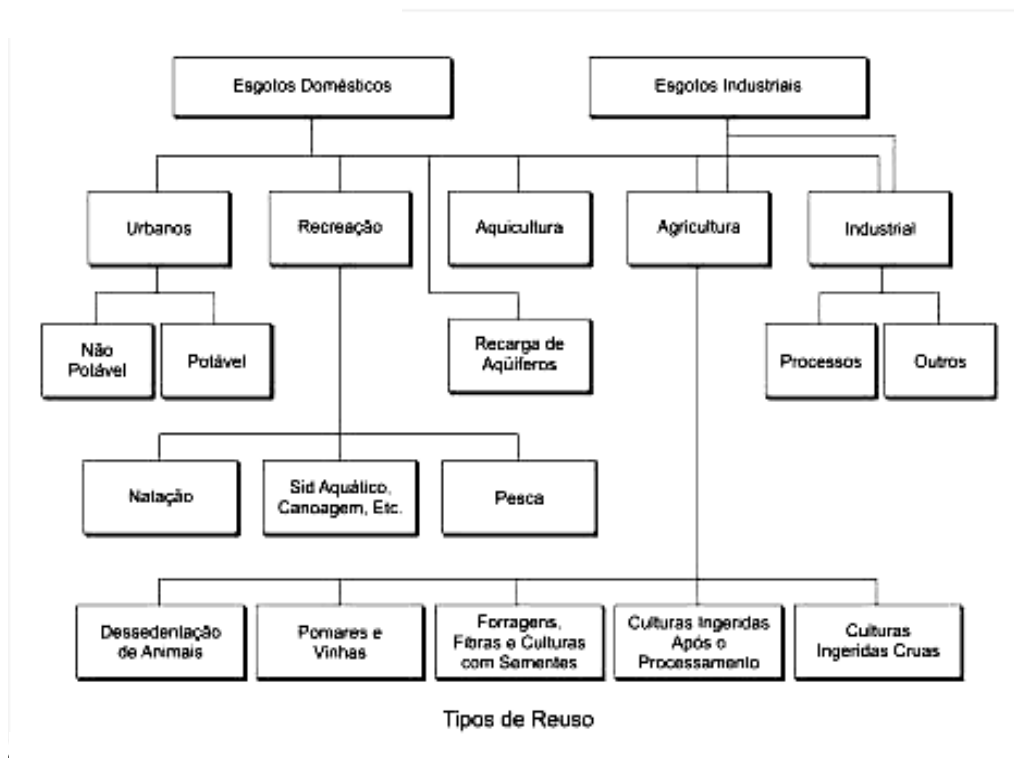 Esgotos Domésticos
Esgotos Industriais
Urbanos
Recreação
Aquicultura
Agricultura
Industrial
Não
Potável
Potável
Recarga de
Aqüíferos
Processos
Outros
Natação
Sid Aquático,
Canoagem, Etc.
Pesca
Dessedentação
de Animais
Pomares e
Vinhas
Forragens,
Fibras e Culturas
com Sementes
Culturas Ingeridas
Após o
Processamento
Culturas
Ingeridas Cruas
Tipos de Reuso